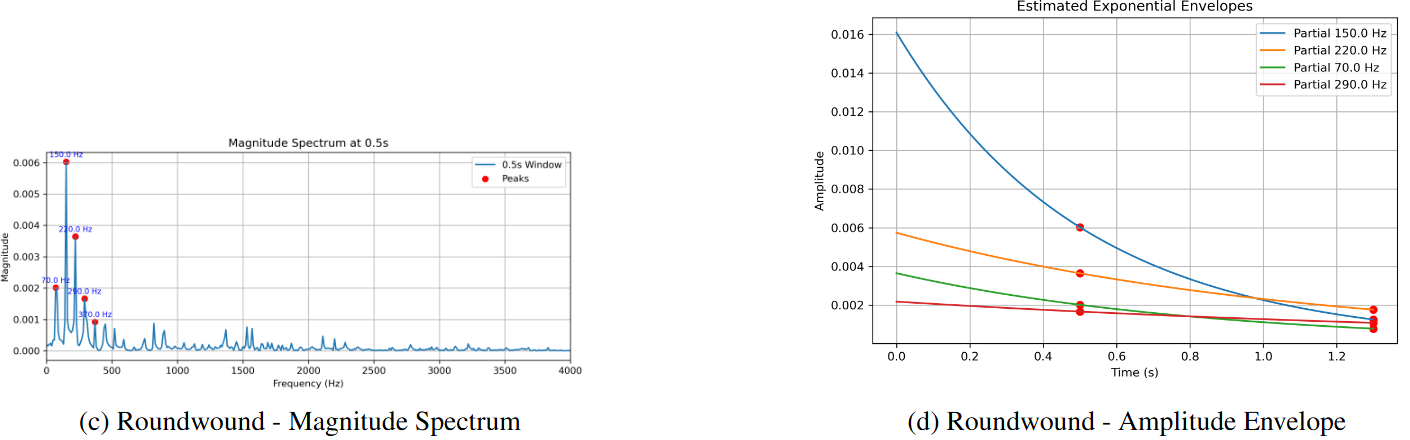 Magnitude Spectrum at 0.5s
150.0 Hz
220.0 Hz
70.0 Hz
290.0 Hz
370.0 Hz
0.5s Window
Peaks
Magnitude
0.006
0.005
0.004
0.003
0.002
0.001
0.000
0 500 1000 1500 2000 2500 3000 3500 4000
Frequency (Hz)
(c) Roundwound - Magnitude Spectrum
Estimated Exponential Envelopes
Partial 150.0 Hz
Partial 220.0 Hz
Partial 70.0 Hz
Partial 290.0 Hz
Amplitude
0.016
0.014
0.012
0.010
0.008
0.006
0.004
0.002
0.0 0.2 0.4 0.6 0.8 1.0 1.2
Time (s)
(d) Roundwound - Amplitude Envelope